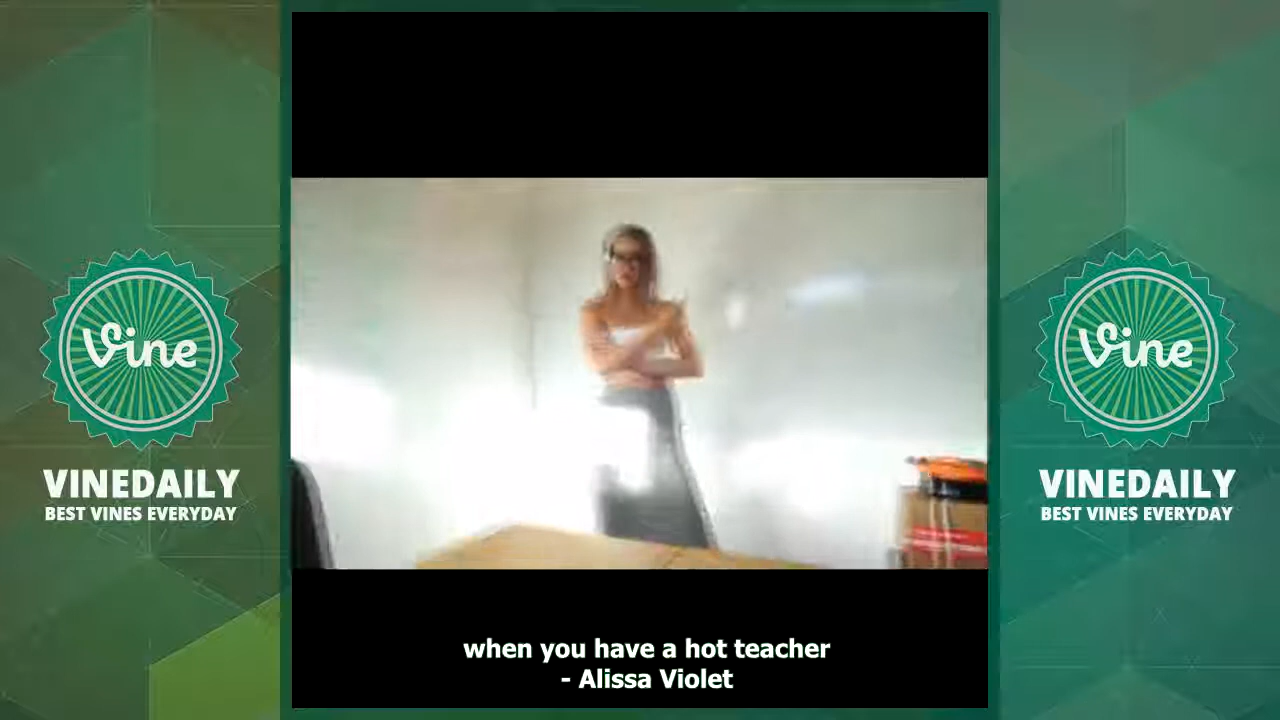 Vine
VINEDAILY
BEST VINES EVERYDAY
when you have a hot teacher
- Alissa Violet
Vine
VINEDAILY
BEST VINES EVERYDAY